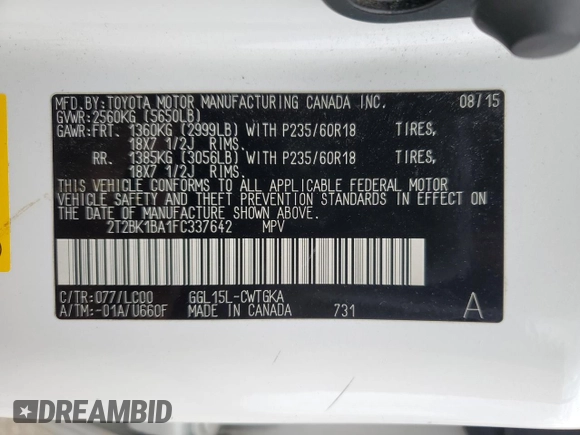 MFD.BY:TOYOTA MOTOR MANUFACTURING CANADA INC. 08/15
GVWR:2560KG (5650LB)
GAWR:FRT. 1360KG (2999LB) WITH P235/60R18 TIRES,
18X7 1/2J RIMS.
RR. 1385KG (3056LB) WITH P235/60R18 TIRES,
18X7 1/2J RIMS.
THIS VEHICLE CONFORMS TO ALL APPLICABLE FEDERAL MOTOR
VEHICLE SAFETY AND THEFT PREVENTION STANDARDS IN EFFECT ON
THE DATE OF MANUFACTURE SHOWN ABOVE.
2T2BK1BA1FC337642 MPV
C/TR:077/LC00 GGL15L-CWTGKA
A/TM:-01A/U660F MADE IN CANADA 731 A
DREAMBID